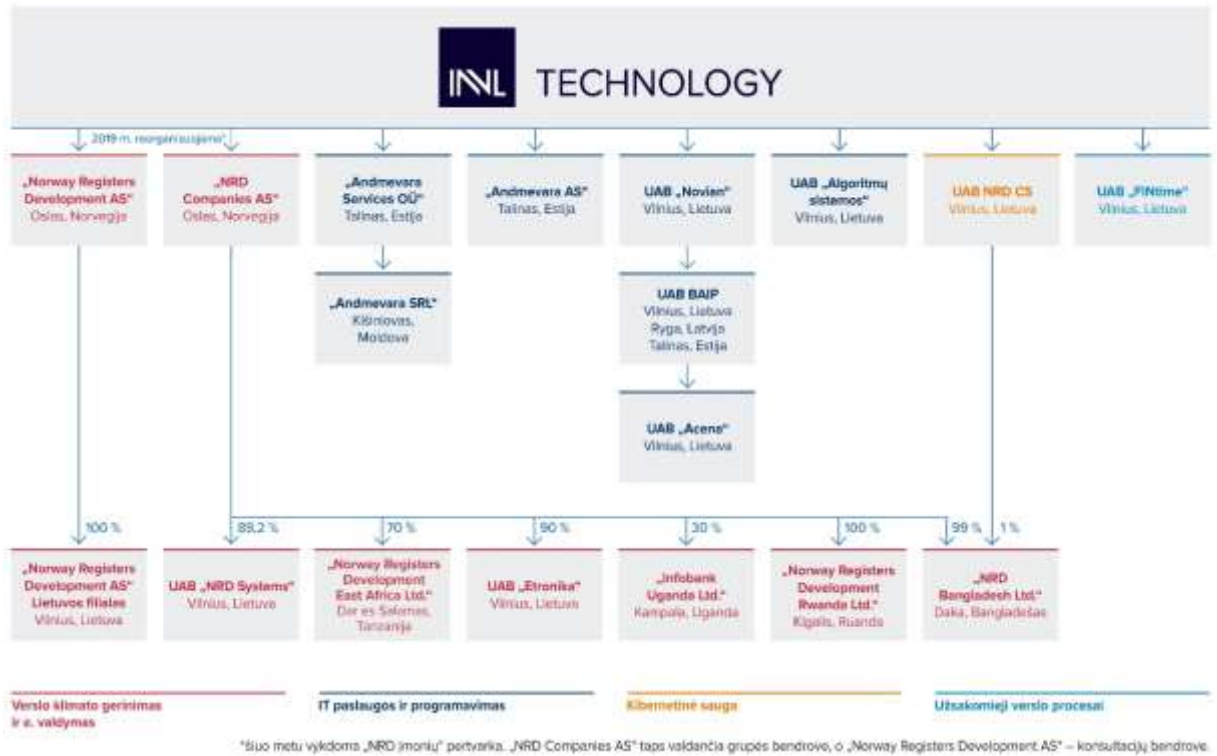 INVL TECHNOLOGY
2019 m. reorganizuojama*
„Norway Registers
Development AS“
Oslas, Norvegija
„NRD
Companies AS“
Oslas, Norvegija
„Andmevara
Services OÜ“
Talinas, Estija
„Andmevara AS“
Talinas, Estija
UAB „Novian“
Vilnius, Lietuva
UAB „Algoritmų
sistemos“
Vilnius, Lietuva
UAB NRD CS
Vilnius, Lietuva
UAB „FINtime“
Vilnius, Lietuva
„Andmevara SRL“
Kišiniovas,
Moldova
UAB BAIP
Vilnius, Lietuva
Ryga, Latvija
Talinas, Estija
UAB „Acena“
Vilnius, Lietuva
100 %
89,2 %
70 %
90 %
30 %
100 %
99 %
1 %
„Norway Registers
Development AS“
Lietuvos filialas
Vilnius, Lietuva
UAB „NRD Systems“
Vilnius, Lietuva
„Norway Registers
Development
East Africa Ltd.“
Dar es Salamas,
Tanzanija
UAB „Etronika“
Vilnius, Lietuva
„Infobank
Uganda Ltd.“
Kampala, Uganda
„Norway Registers
Development
Rwanda Ltd.“
Kigalis, Ruanda
„NRD
Bangladesh Ltd.“
Daka, Bangladešas
Verslo klimato gerinimas
ir e. valdymas
IT paslaugos ir programavimas
Kibernetinė sauga
Užsakomieji verslo procesai
*šiuo metu vykdoma „NRD įmonių“ pertvarka. „NRD Companies AS“ taps valdančia grupės bendrove, o „Norway Registers Development AS“ – konsultacijų bendrove